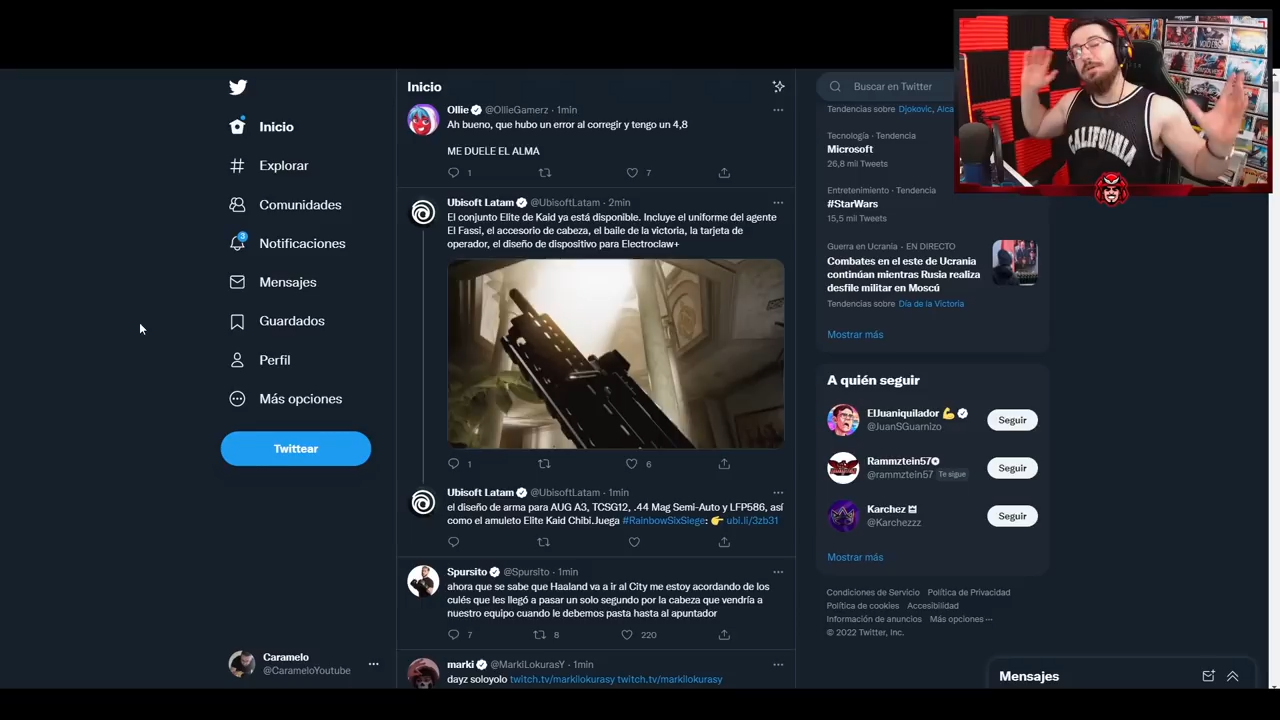 Inicio
Explorar
Comunidades
3
Notificaciones
Mensajes
Guardados
Perfil
Más opciones
Twittear
Caramelo
@CarameloYoutube
Inicio
Ollie @OllieGamerz · 1min
Ah bueno, que hubo un error al corregir y tengo un 4,8
ME DUELE EL ALMA
1 7
Ubisoft Latam @UbisoftLatam · 2min
El conjunto Elite de Kaid ya está disponible. Incluye el uniforme del agente
El Fassi, el accesorio de cabeza, el baile de la victoria, la tarjeta de
operador, el diseño de dispositivo para Electroclaw+
1 6
Ubisoft Latam @UbisoftLatam · 1min
el diseño de arma para AUG A3, TCSG12, .44 Mag Semi-Auto y LFP586, así
como el amuleto Elite Kaid Chibi.Juega #RainbowSixSiege: 👉 ubi.li/3zb31
Spursito @Spursito · 1min
ahora que se sabe que Haaland va a ir al City me estoy acordando de los
culés que les llegó a pasar un solo segundo por la cabeza que vendría a
nuestro equipo cuando le debemos pasta hasta al apuntador
7 8 220
marki @MarkiLokurasY · 1min
dayz soloyolo twitch.tv/markilokurasy twitch.tv/markilokurasy
Buscar en Twitter
Tendencias sobre Djokovic, Alca
Tecnología · Tendencia
Microsoft
26,8 mil Tweets
Entretenimiento · Tendencia
#StarWars
15,5 mil Tweets
Guerra en Ucrania · EN DIRECTO
Combates en el este de Ucrania
continúan mientras Rusia realiza
desfile militar en Moscú
Tendencias sobre Día de la Victoria
Mostrar más
A quién seguir
ElJuaniquilador 💪
@JuanSGuarnizo
Seguir
Rammztein57
@rammztein57 Te sigue
Seguir
Karchez
@Karchezzz
Seguir
Mostrar más
Condiciones de Servicio Política de Privacidad
Política de cookies Accesibilidad
Información de anuncios Más opciones ···
© 2022 Twitter, Inc.
Mensajes
CALIFORNIA